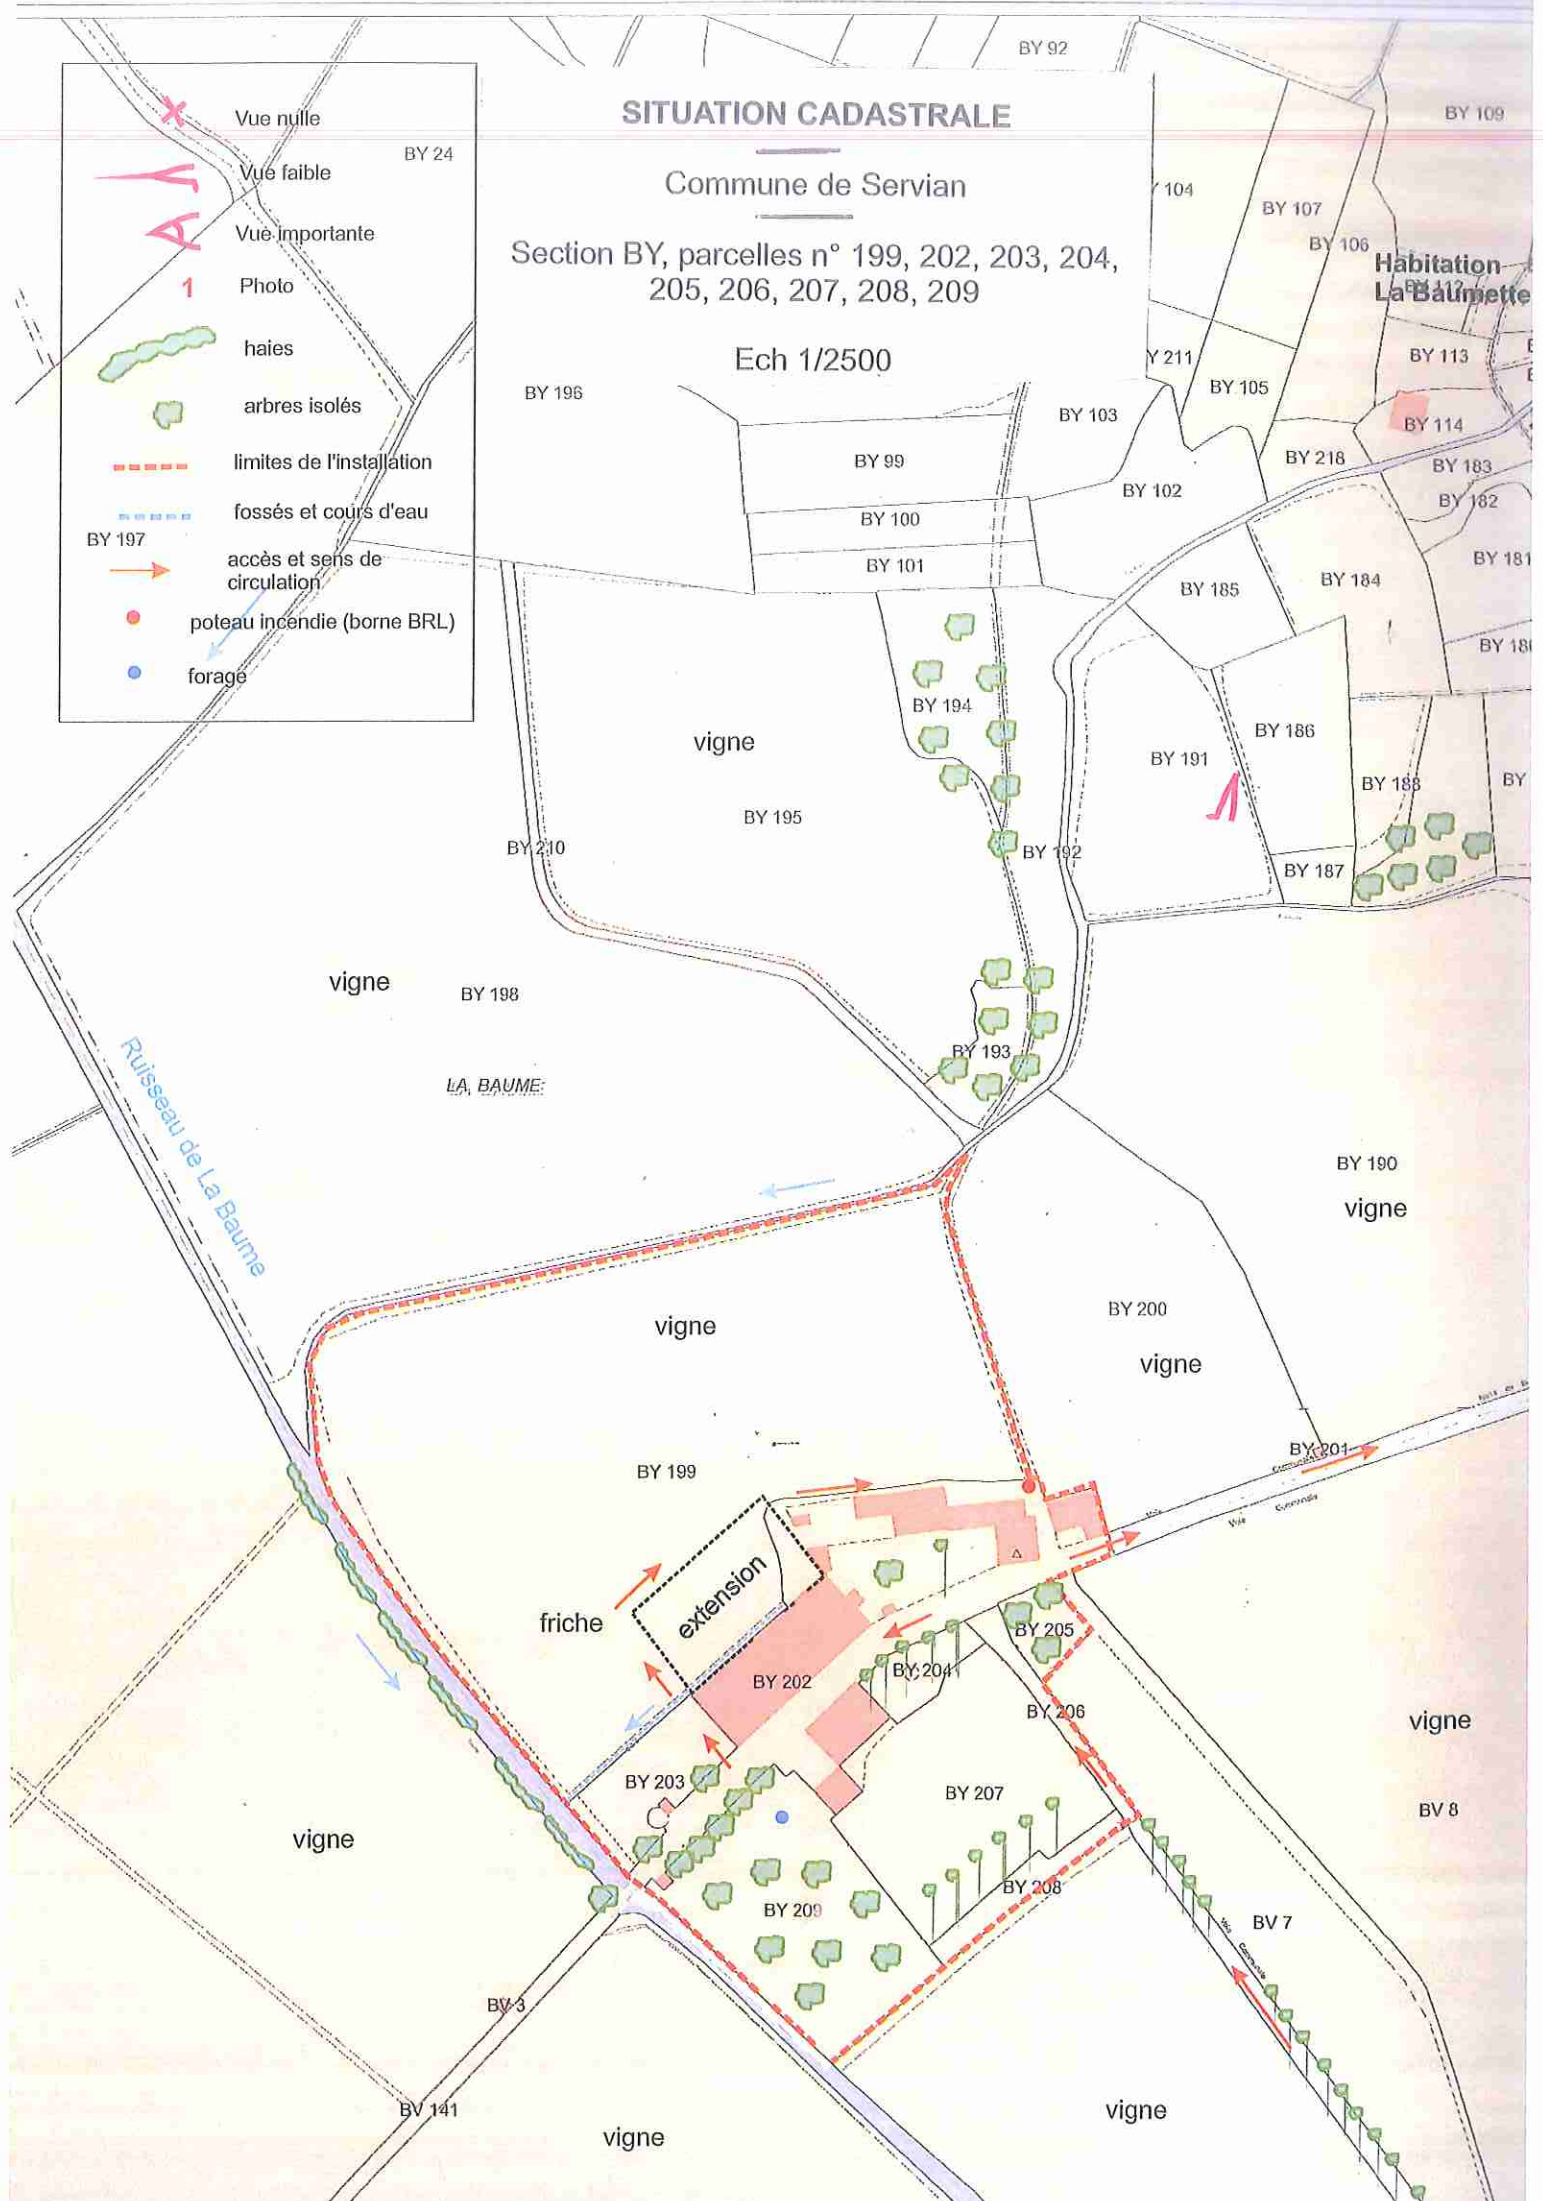 BY 92
SITUATION CADASTRALE
Commune de Servian
Section BY, parcelles n° 199, 202, 203, 204,
205, 206, 207, 208, 209
Ech 1/2500
Vue nulle
BY 24
Vue faible
Vue importante
1 Photo
haies
arbres isolés
limites de l'installation
fossés et cours d'eau
BY 197
accès et sens de
circulation
poteau incendie (borne BRL)
forage
BY 109
104
BY 107
BY 106
Habitation
La Baumette
BY 113
Y 211
BY 105
BY 114
BY 196
BY 103
BY 99
BY 218
BY 183
BY 102
BY 182
BY 100
BY 101
BY 181
BY 184
BY 185
BY 18
BY 194
vigne
BY 186
BY 191
BY 188
BY
BY 195
BY 210
BY 192
BY 187
vigne
BY 198
BY 193
Ruisseau de La Baume
LA BAUME
BY 190
vigne
BY 200
vigne
vigne
BY 201
BY 199
Voie Communale
extension
friche
BY 205
BY 204
BY 202
BY 206
vigne
BY 203
BY 207
BV 8
vigne
BY 208
BY 209
BV 7
Voie Communale
BV 3
BV 141
vigne
vigne